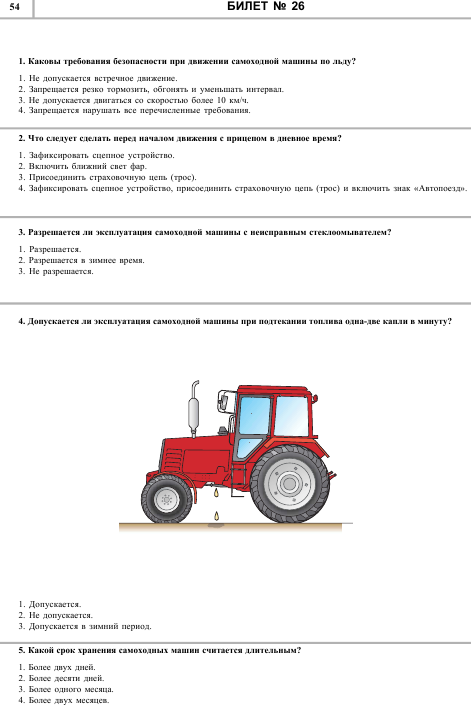 54
БИЛЕТ № 26
1. Каковы требования безопасности при движении самоходной машины по льду?
1. Не допускается встречное движение.
2. Запрещается резко тормозить, обгонять и уменьшать интервал.
3. Не допускается двигаться со скоростью более 10 км/ч.
4. Запрещается нарушать все перечисленные требования.
2. Что следует сделать перед началом движения с прицепом в дневное время?
1. Зафиксировать сцепное устройство.
2. Включить ближний свет фар.
3. Присоединить страховочную цепь (трос).
4. Зафиксировать сцепное устройство, присоединить страховочную цепь (трос) и включить знак «Автопоезд».
3. Разрешается ли эксплуатация самоходной машины с неисправным стеклоомывателем?
1. Разрешается.
2. Разрешается в зимнее время.
3. Не разрешается.
4. Допускается ли эксплуатация самоходной машины при подтекании топлива одна-две капли в минуту?
1. Допускается.
2. Не допускается.
3. Допускается в зимний период.
5. Какой срок хранения самоходных машин считается длительным?
1. Более двух дней.
2. Более десяти дней.
3. Более одного месяца.
4. Более двух месяцев.